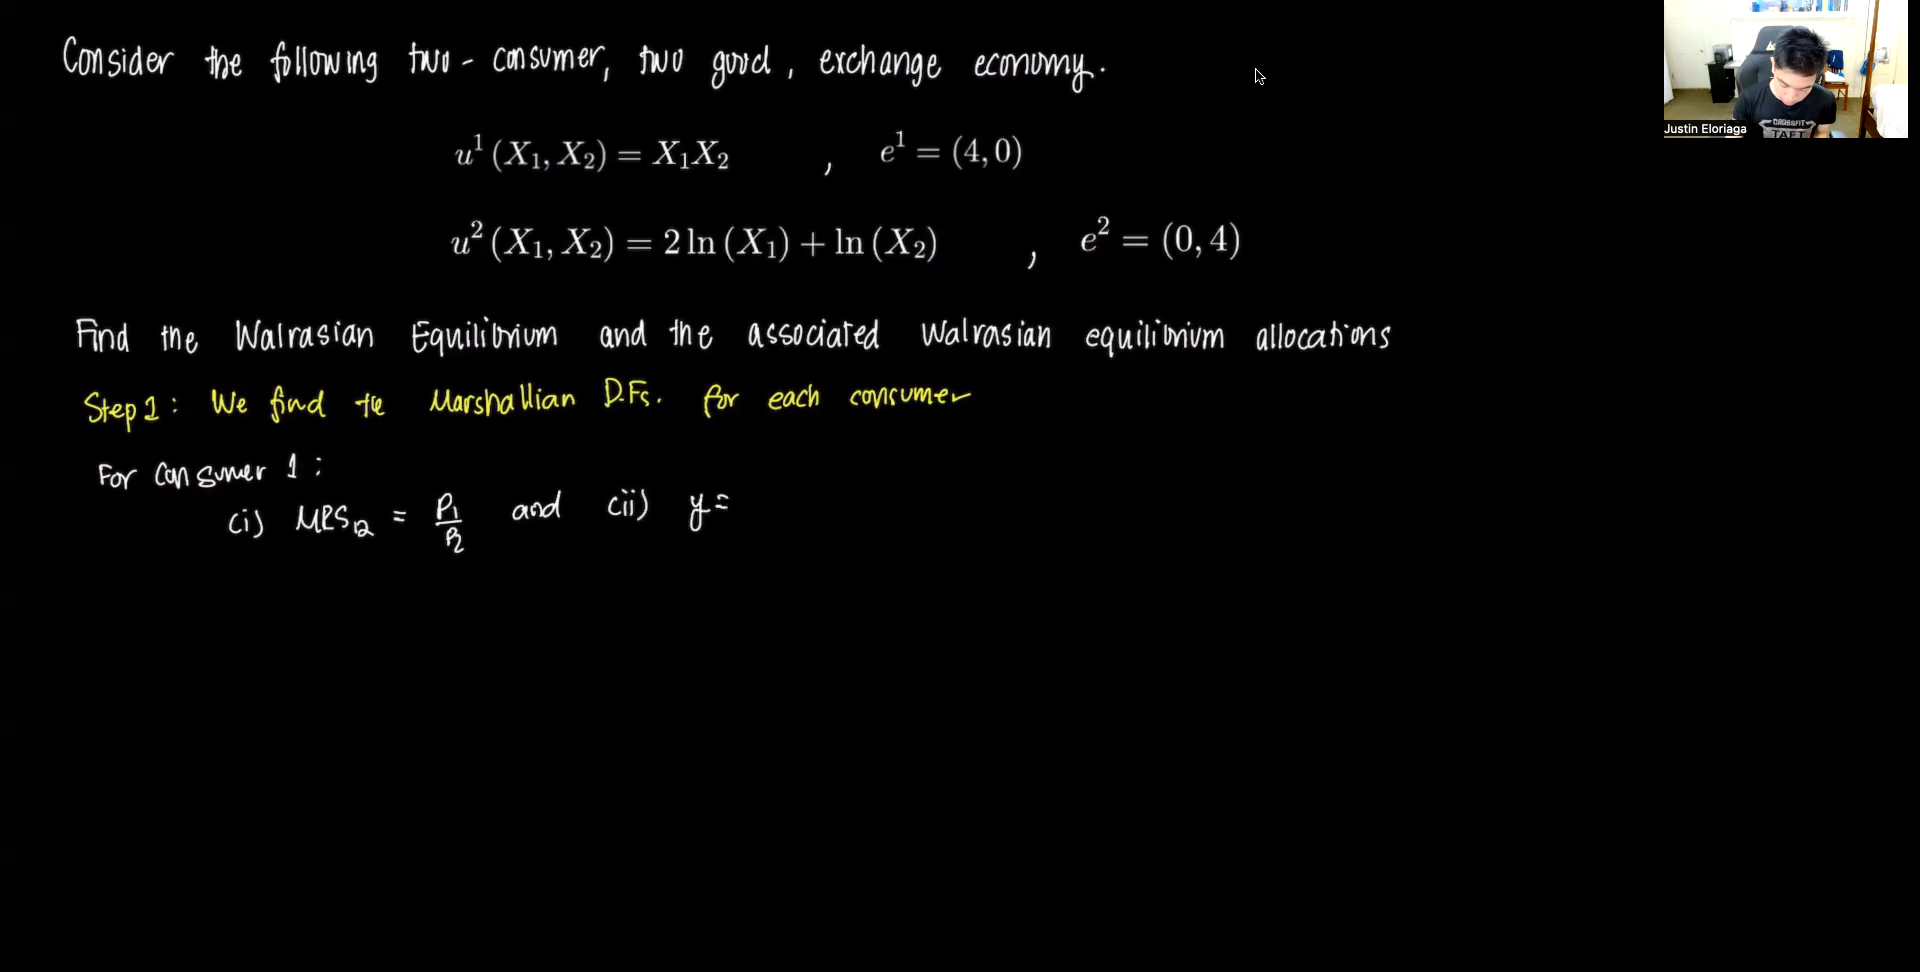 Consider the following two-consumer, two good, exchange economy.
Justin Eloriaga
CROSSFIT
TAFT
u¹(X₁, X₂) = X₁X₂ , e¹ = (4, 0)
u²(X₁, X₂) = 2 ln(X₁) + ln(X₂) , e² = (0, 4)
Find the Walrasian Equilibrium and the associated Walrasian equilibrium allocations
Step 1: We find the Marshallian D.Fs. for each consumer
For Consumer 1:
(i) MRS₁₂ = P₁/P₂ and (ii) y=